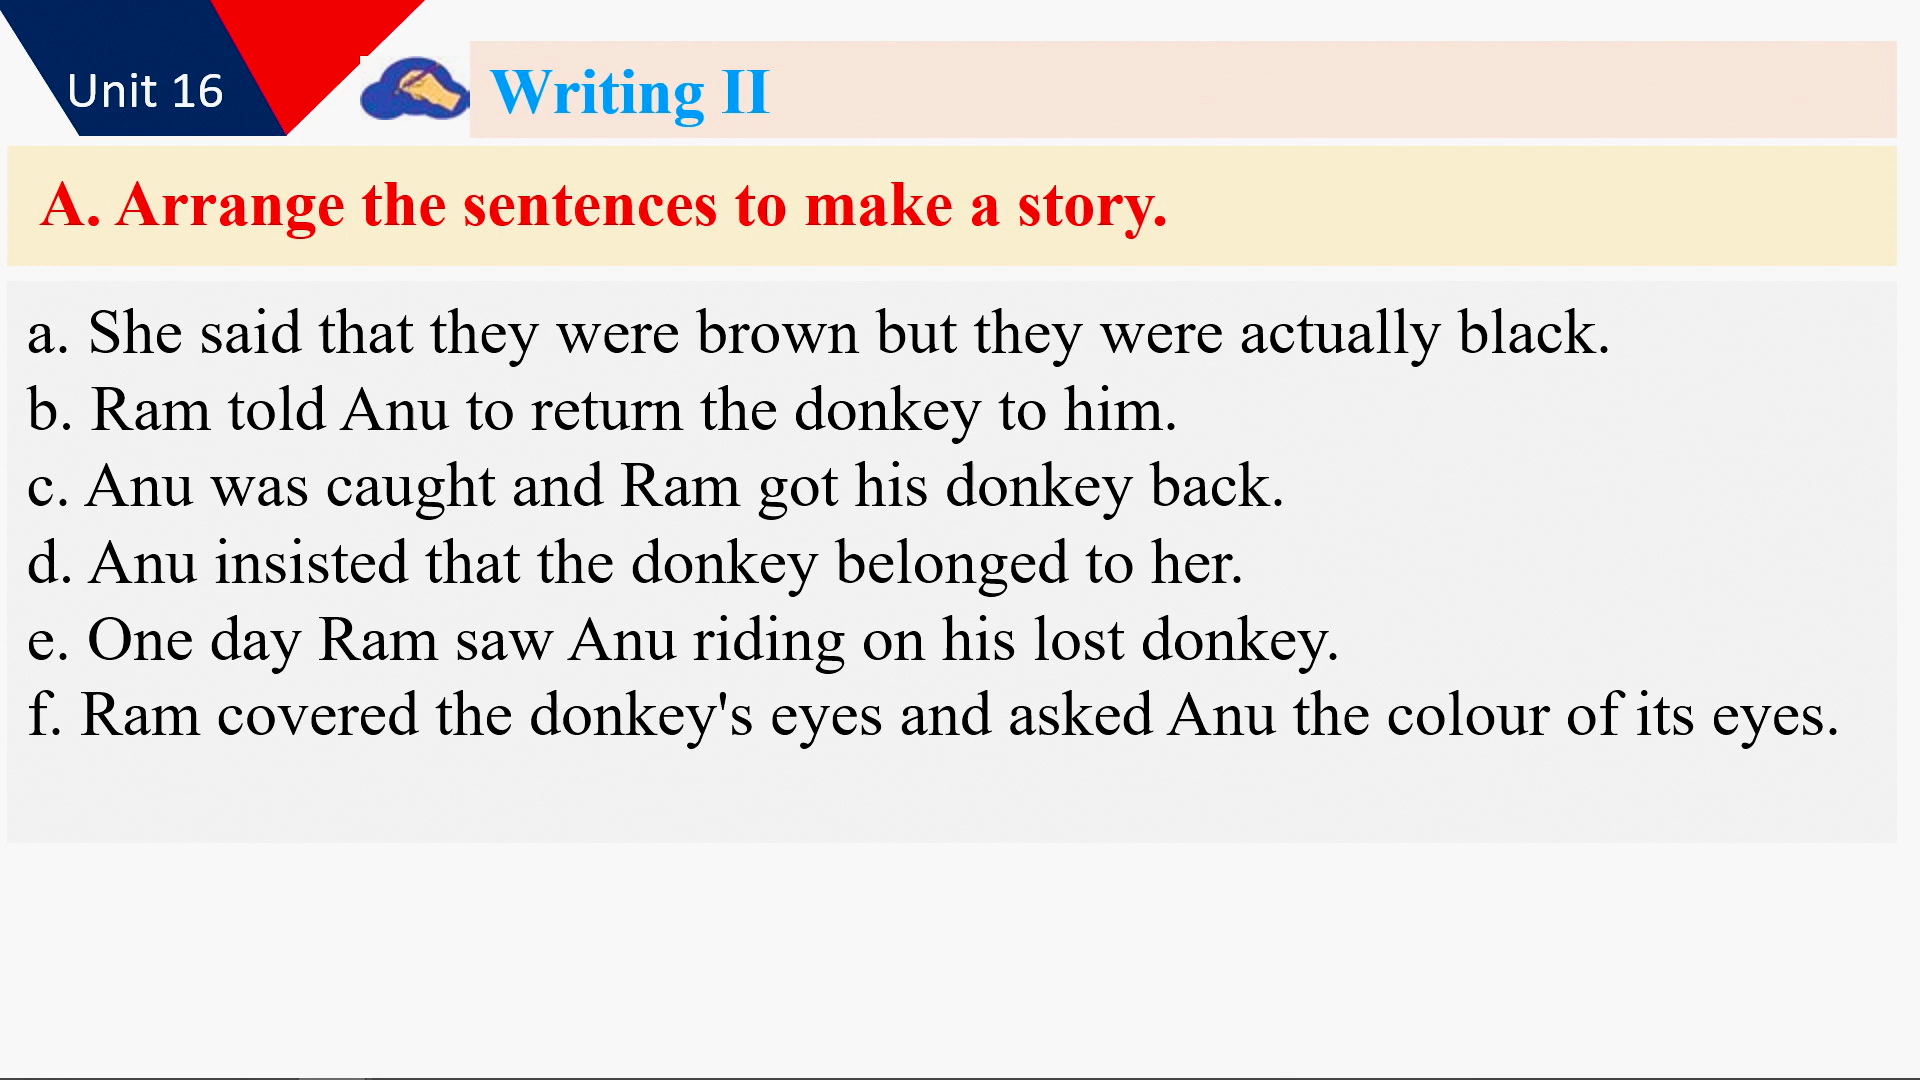 Unit 16
Writing II
A. Arrange the sentences to make a story.
a. She said that they were brown but they were actually black.
b. Ram told Anu to return the donkey to him.
c. Anu was caught and Ram got his donkey back.
d. Anu insisted that the donkey belonged to her.
e. One day Ram saw Anu riding on his lost donkey.
f. Ram covered the donkey's eyes and asked Anu the colour of its eyes.